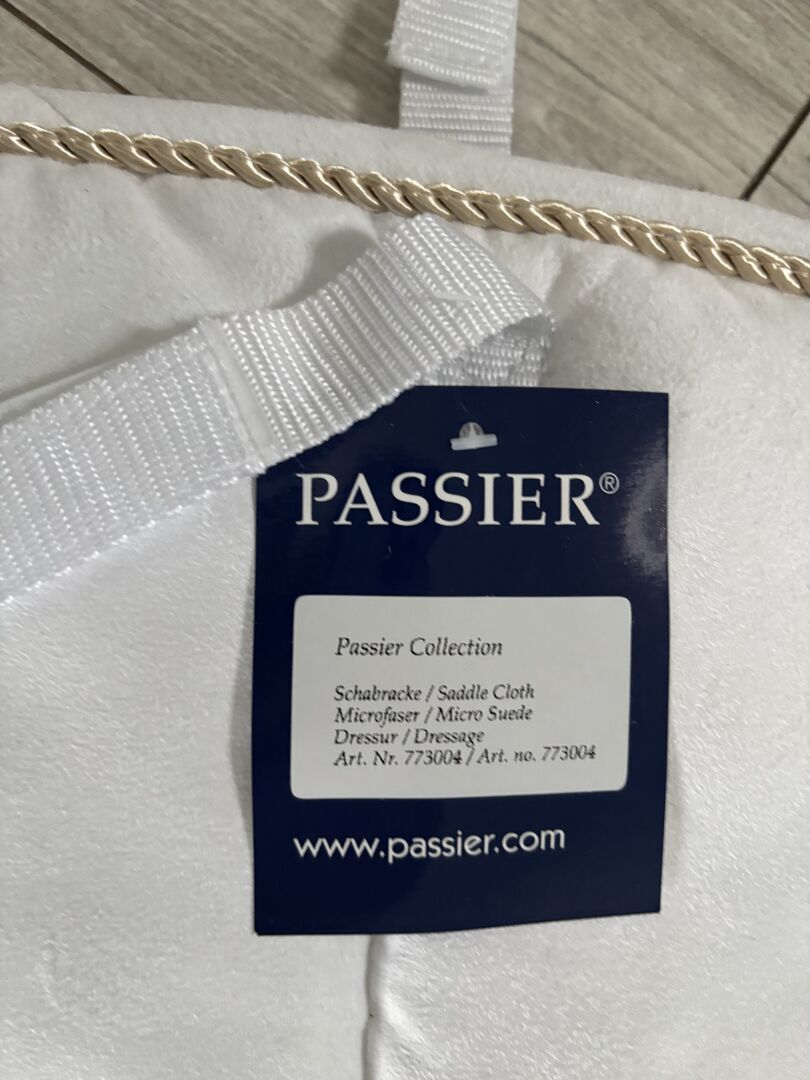 PASSIER®
Passier Collection
Schabracke / Saddle Cloth
Microfaser / Micro Suede
Dressur / Dressage
Art. Nr. 773004 / Art. no. 773004
www.passier.com